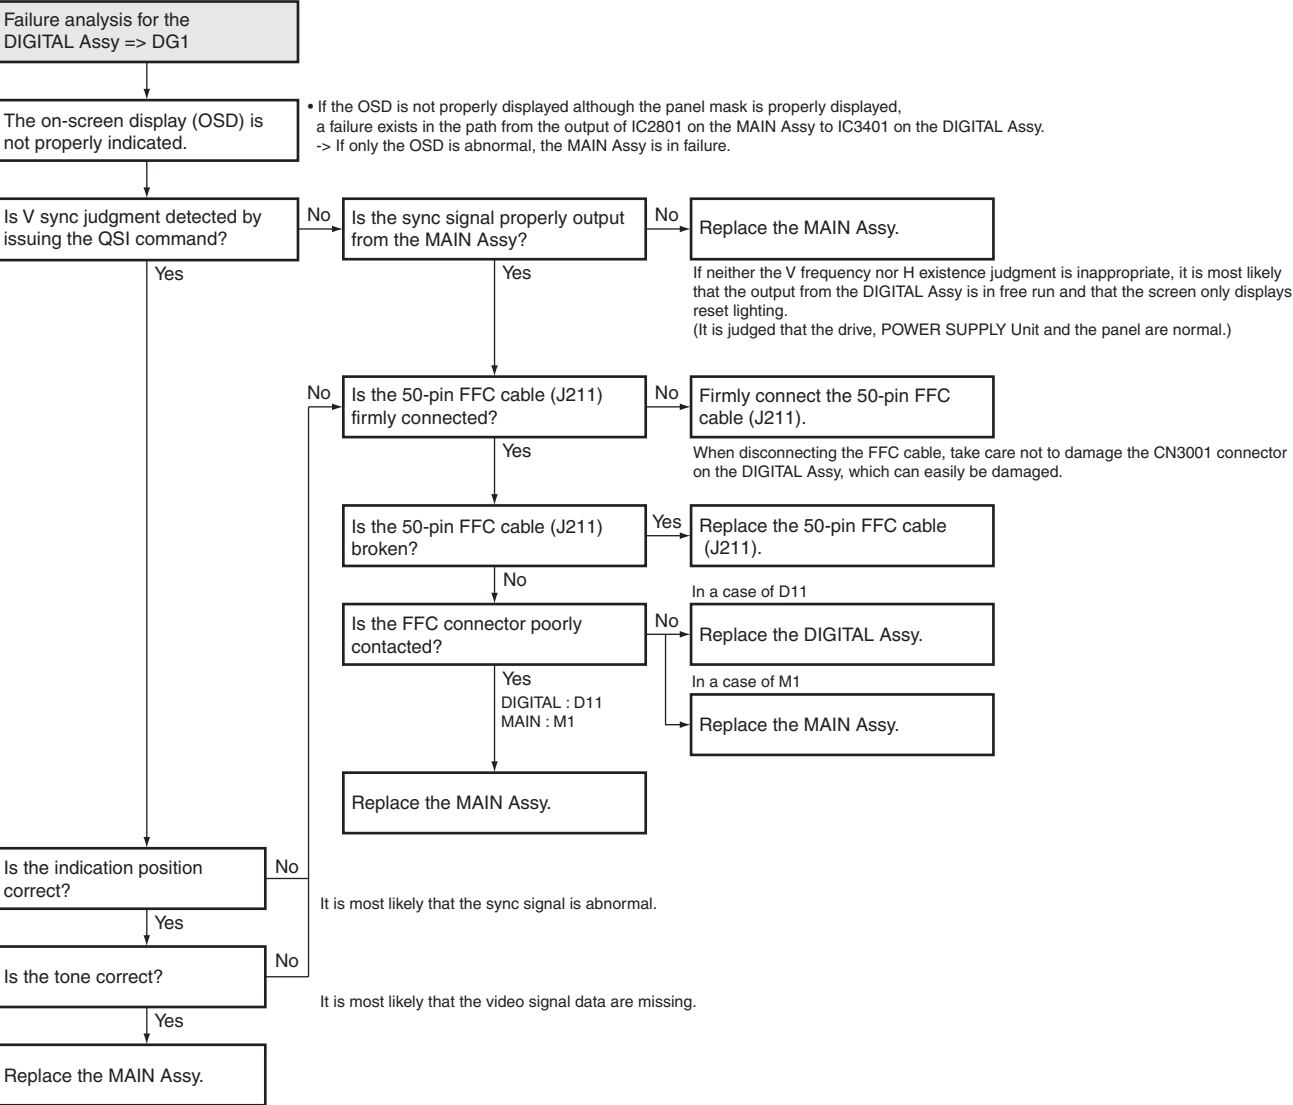 Failure analysis for the
DIGITAL Assy => DG1
The on-screen display (OSD) is
not properly indicated.
• If the OSD is not properly displayed although the panel mask is properly displayed,
a failure exists in the path from the output of IC2801 on the MAIN Assy to IC3401 on the DIGITAL Assy.
-> If only the OSD is abnormal, the MAIN Assy is in failure.
Is V sync judgment detected by
issuing the QSI command?
No
Is the sync signal properly output
from the MAIN Assy?
No
Replace the MAIN Assy.
Yes
Yes
If neither the V frequency nor H existence judgment is inappropriate, it is most likely
that the output from the DIGITAL Assy is in free run and that the screen only displays
reset lighting.
(It is judged that the drive, POWER SUPPLY Unit and the panel are normal.)
No
Is the 50-pin FFC cable (J211)
firmly connected?
No
Firmly connect the 50-pin FFC
cable (J211).
Yes
When disconnecting the FFC cable, take care not to damage the CN3001 connector
on the DIGITAL Assy, which can easily be damaged.
Is the 50-pin FFC cable (J211)
broken?
Yes
Replace the 50-pin FFC cable
(J211).
No
In a case of D11
Is the FFC connector poorly
contacted?
No
Replace the DIGITAL Assy.
Yes
DIGITAL : D11
MAIN : M1
In a case of M1
Replace the MAIN Assy.
Replace the MAIN Assy.
Is the indication position
correct?
No
It is most likely that the sync signal is abnormal.
Yes
Is the tone correct?
No
It is most likely that the video signal data are missing.
Yes
Replace the MAIN Assy.